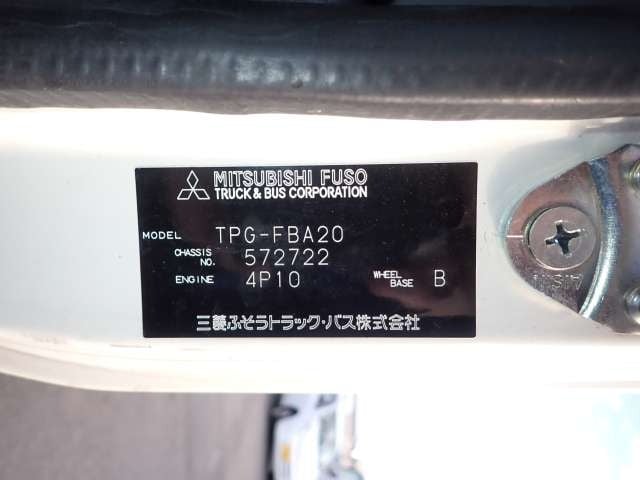 MITSUBISHI FUSO
TRUCK & BUS CORPORATION
MODEL TPG-FBA20
CHASSIS NO. 572722
ENGINE 4P10 WHEEL BASE B
三菱ふそうトラック・バス株式会社